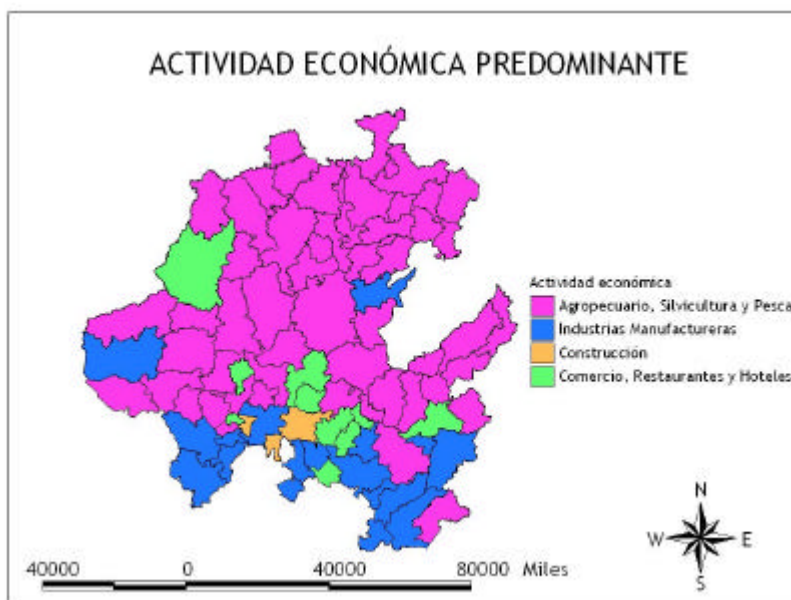 ACTIVIDAD ECONÓMICA PREDOMINANTE
Actividad económica
Agropecuario, Silvicultura y Pesca
Industrias Manufactureras
Construcción
Comercio, Restaurantes y Hoteles
N
W E
S
40000 0 40000 80000 Miles